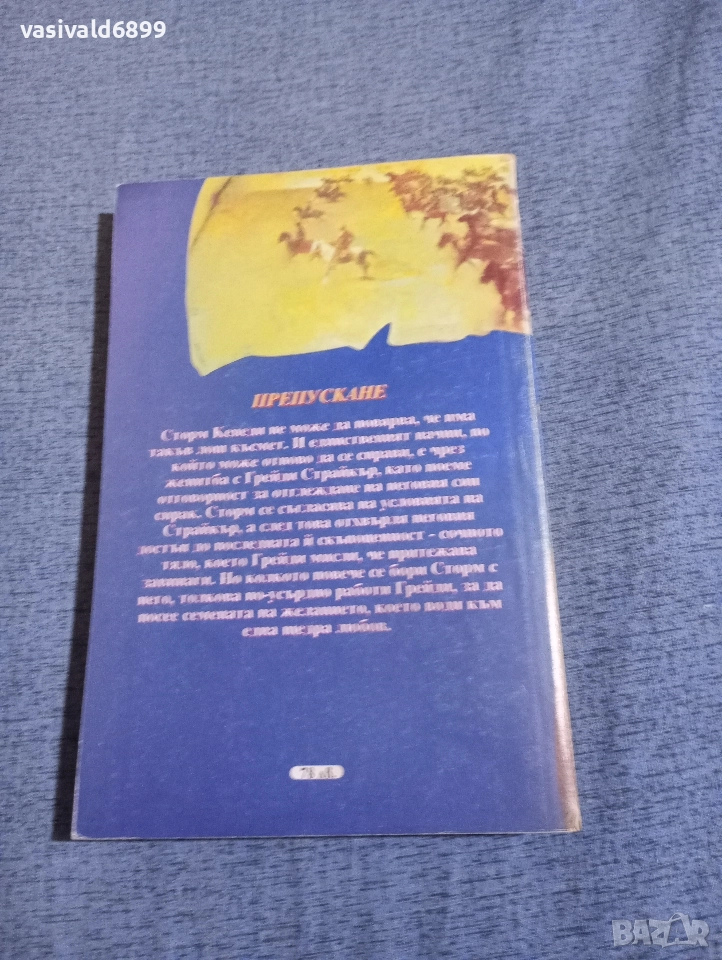 vasivald6899
ПРЕПУСКАНЕ
Сторм Кенеди не може да повярва, че има
такъв лош късмет. И единственият начин, по
който може отново да се справи, е чрез
женитба с Грейди Страйкър, като поеме
отговорност за отглеждане на неговия син
сирак. Сторм се съгласява на условията на
Страйкър, а след това отхвърля неговия
достъп до последната й скъпоценност - сочното
тяло, което Грейди мисли, че притежава
завинаги. Но колкото повече се бори Сторм с
него, толкова по-усърдно работи Грейди, за да
посее семената на желанието, което води към
една щедра любов.
лв.
BAZAR